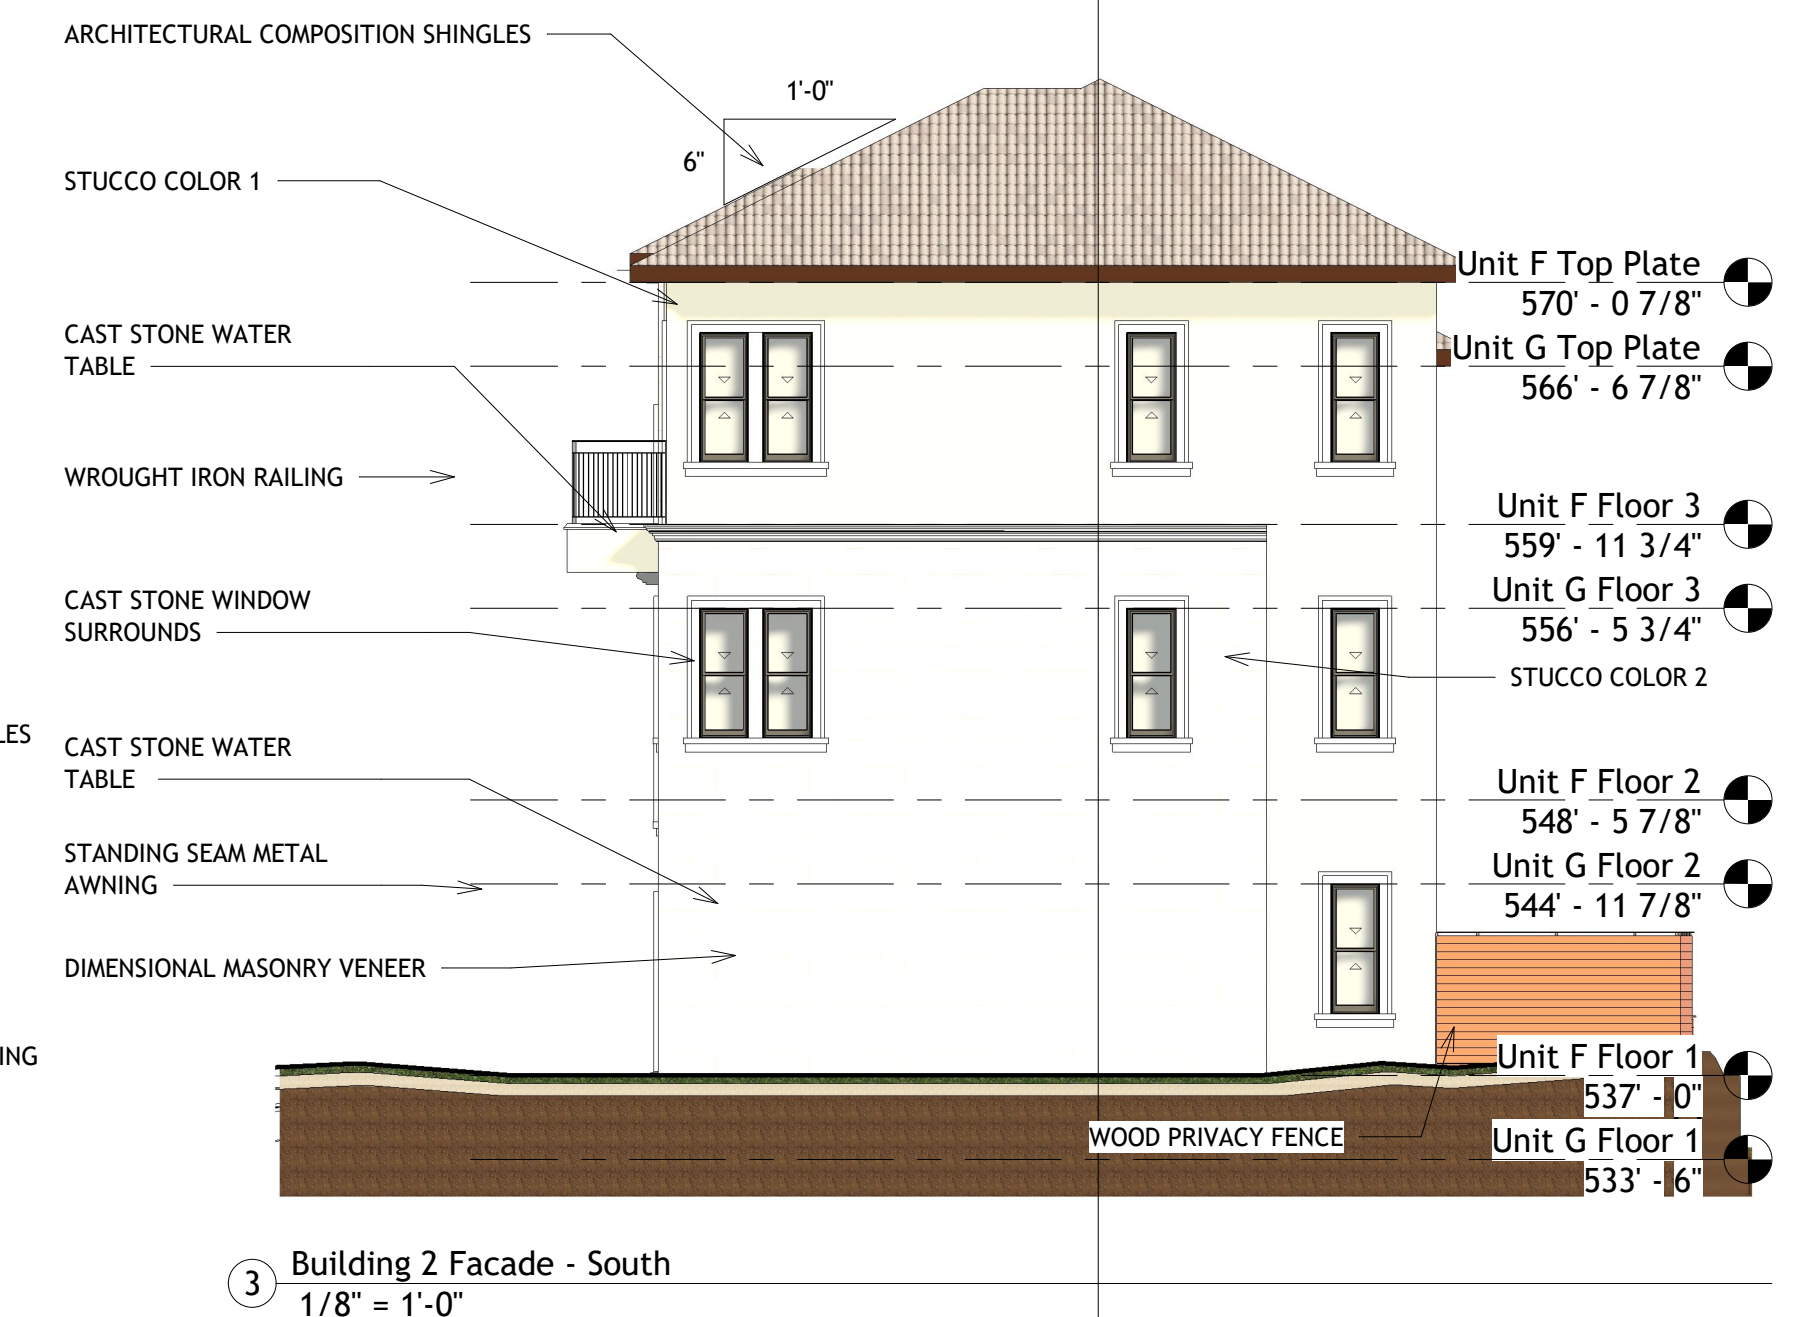 ARCHITECTURAL COMPOSITION SHINGLES
1'-0"
6"
STUCCO COLOR 1
Unit F Top Plate
570' - 0 7/8"
CAST STONE WATER
TABLE
Unit G Top Plate
566' - 6 7/8"
WROUGHT IRON RAILING
Unit F Floor 3
559' - 11 3/4"
CAST STONE WINDOW
SURROUNDS
Unit G Floor 3
556' - 5 3/4"
STUCCO COLOR 2
LES
CAST STONE WATER
TABLE
Unit F Floor 2
548' - 5 7/8"
STANDING SEAM METAL
AWNING
Unit G Floor 2
544' - 11 7/8"
DIMENSIONAL MASONRY VENEER
ING
Unit F Floor 1
537' - 0"
WOOD PRIVACY FENCE
Unit G Floor 1
533' - 6"
3
Building 2 Facade - South
1/8" = 1'-0"